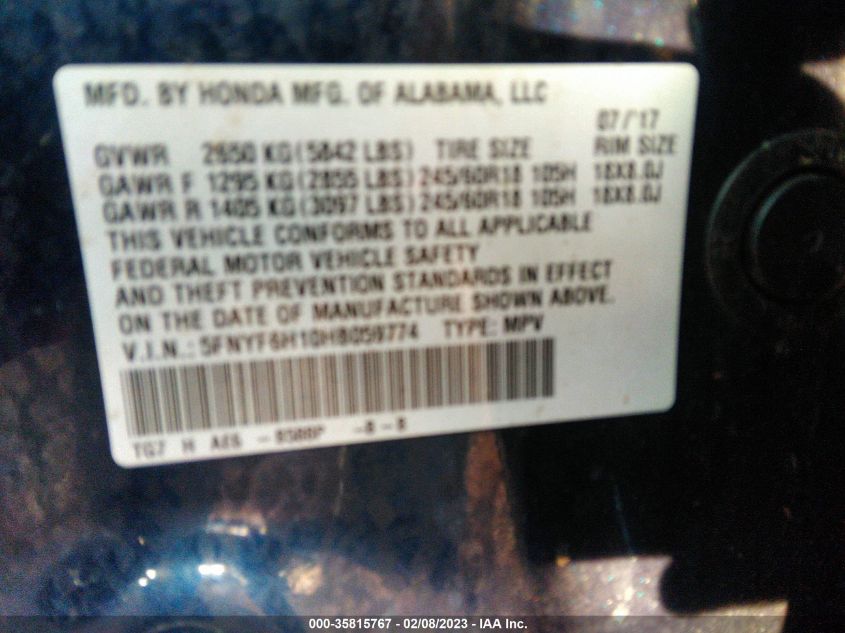 MFD. BY HONDA MFG. OF ALABAMA, LLC
07/'17
GVWR 2650 KG (5842 LBS) TIRE SIZE RIM SIZE
GAWR F 1295 KG (2855 LBS) 245/60R18 105H 18X8.0J
GAWR R 1405 KG (3097 LBS) 245/60R18 105H 18X8.0J
THIS VEHICLE CONFORMS TO ALL APPLICABLE
FEDERAL MOTOR VEHICLE SAFETY
AND THEFT PREVENTION STANDARDS IN EFFECT
ON THE DATE OF MANUFACTURE SHOWN ABOVE.
V.I.N.: 5FNYF6H10HB059774 TYPE: MPV
TG7 H AE6
000-35815767 — 02/08/2023 — IAA Inc.